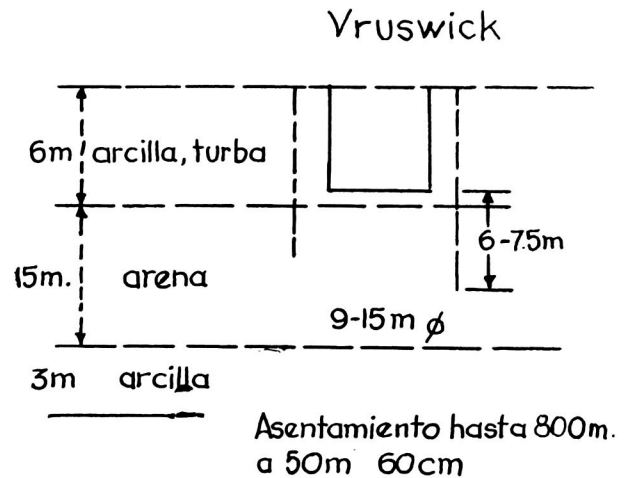 Vruswick
6m arcilla, turba
6-7.5m
15m. arena
9-15m ϕ
3m arcilla
Asentamiento hasta 800m.
a 50m 60cm